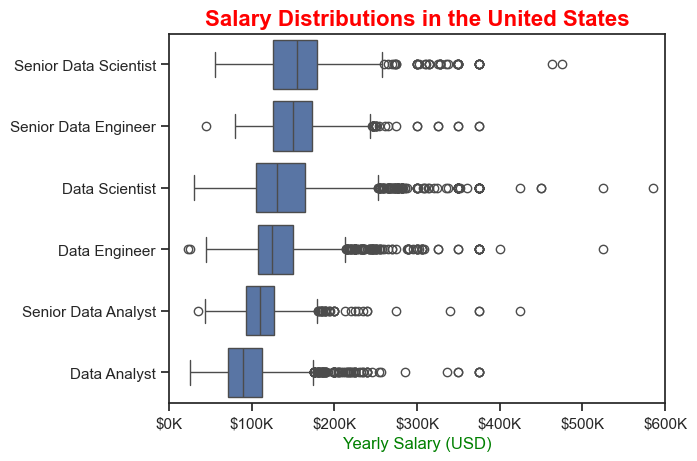 Salary Distributions in the United States
Senior Data Scientist
Senior Data Engineer
Data Scientist
Data Engineer
Senior Data Analyst
Data Analyst
$0K $100K $200K $300K $400K $500K $600K
Yearly Salary (USD)